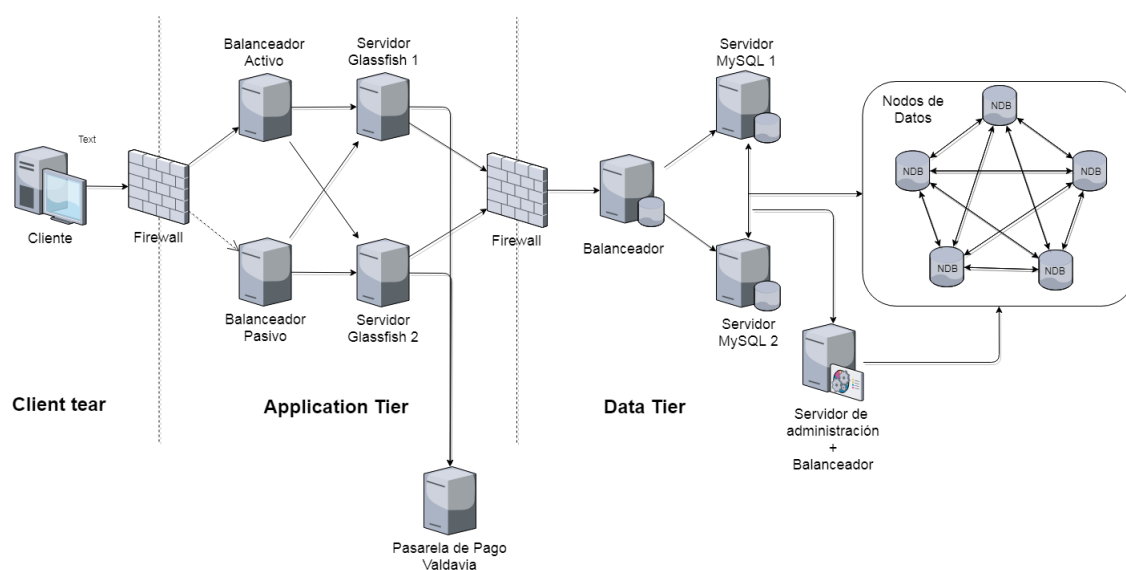 Balanceador
Activo
Servidor
Glassfish 1
Servidor
MySQL 1
Nodos de
Datos
NDB
Text
NDB
NDB
Cliente
Firewall
Firewall
Balanceador
NDB
NDB
Balanceador
Pasivo
Servidor
Glassfish 2
Servidor
MySQL 2
Client tear
Application Tier
Data Tier
Servidor de
administración
+
Balanceador
Pasarela de Pago
Valdavia